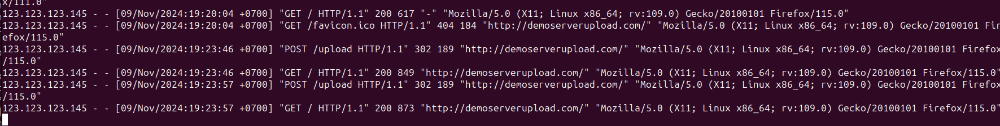 x/111.0"
123.123.123.145 - - [09/Nov/2024:19:20:04 +0700] "GET / HTTP/1.1" 200 617 "-" "Mozilla/5.0 (X11; Linux x86_64; rv:109.0) Gecko/20100101 Firefox/115.0"
123.123.123.145 - - [09/Nov/2024:19:20:04 +0700] "GET /favicon.ico HTTP/1.1" 404 184 "http://demoserverupload.com/" "Mozilla/5.0 (X11; Linux x86_64; rv:109.0) Gecko/20100101 Fir
efox/115.0"
123.123.123.145 - - [09/Nov/2024:19:23:46 +0700] "POST /upload HTTP/1.1" 302 189 "http://demoserverupload.com/" "Mozilla/5.0 (X11; Linux x86_64; rv:109.0) Gecko/20100101 Firefox
/115.0"
123.123.123.145 - - [09/Nov/2024:19:23:46 +0700] "GET / HTTP/1.1" 200 849 "http://demoserverupload.com/" "Mozilla/5.0 (X11; Linux x86_64; rv:109.0) Gecko/20100101 Firefox/115.0"
123.123.123.145 - - [09/Nov/2024:19:23:57 +0700] "POST /upload HTTP/1.1" 302 189 "http://demoserverupload.com/" "Mozilla/5.0 (X11; Linux x86_64; rv:109.0) Gecko/20100101 Firefox
/115.0"
123.123.123.145 - - [09/Nov/2024:19:23:57 +0700] "GET / HTTP/1.1" 200 873 "http://demoserverupload.com/" "Mozilla/5.0 (X11; Linux x86_64; rv:109.0) Gecko/20100101 Firefox/115.0"